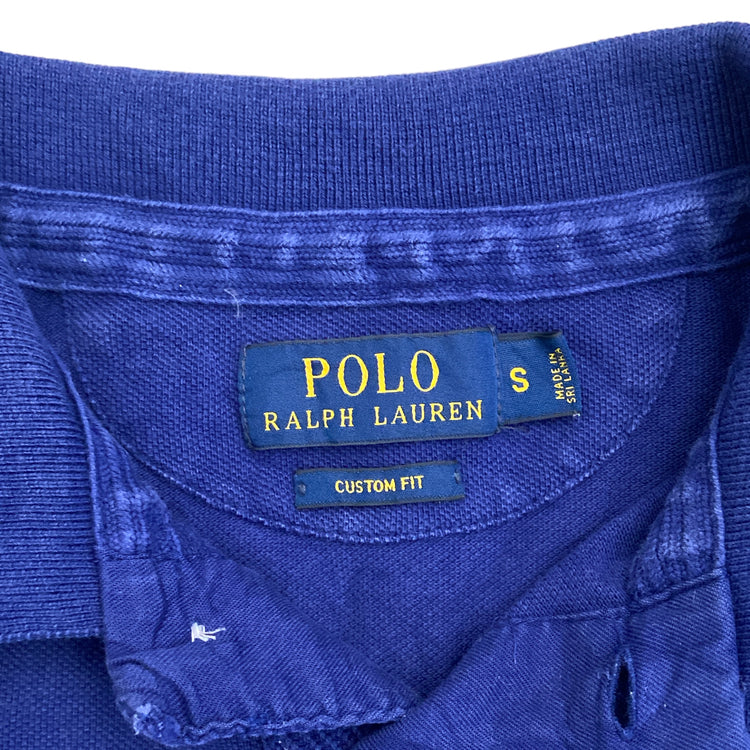 POLO
RALPH LAUREN
S
MADE IN
SRI LANKA
CUSTOM FIT